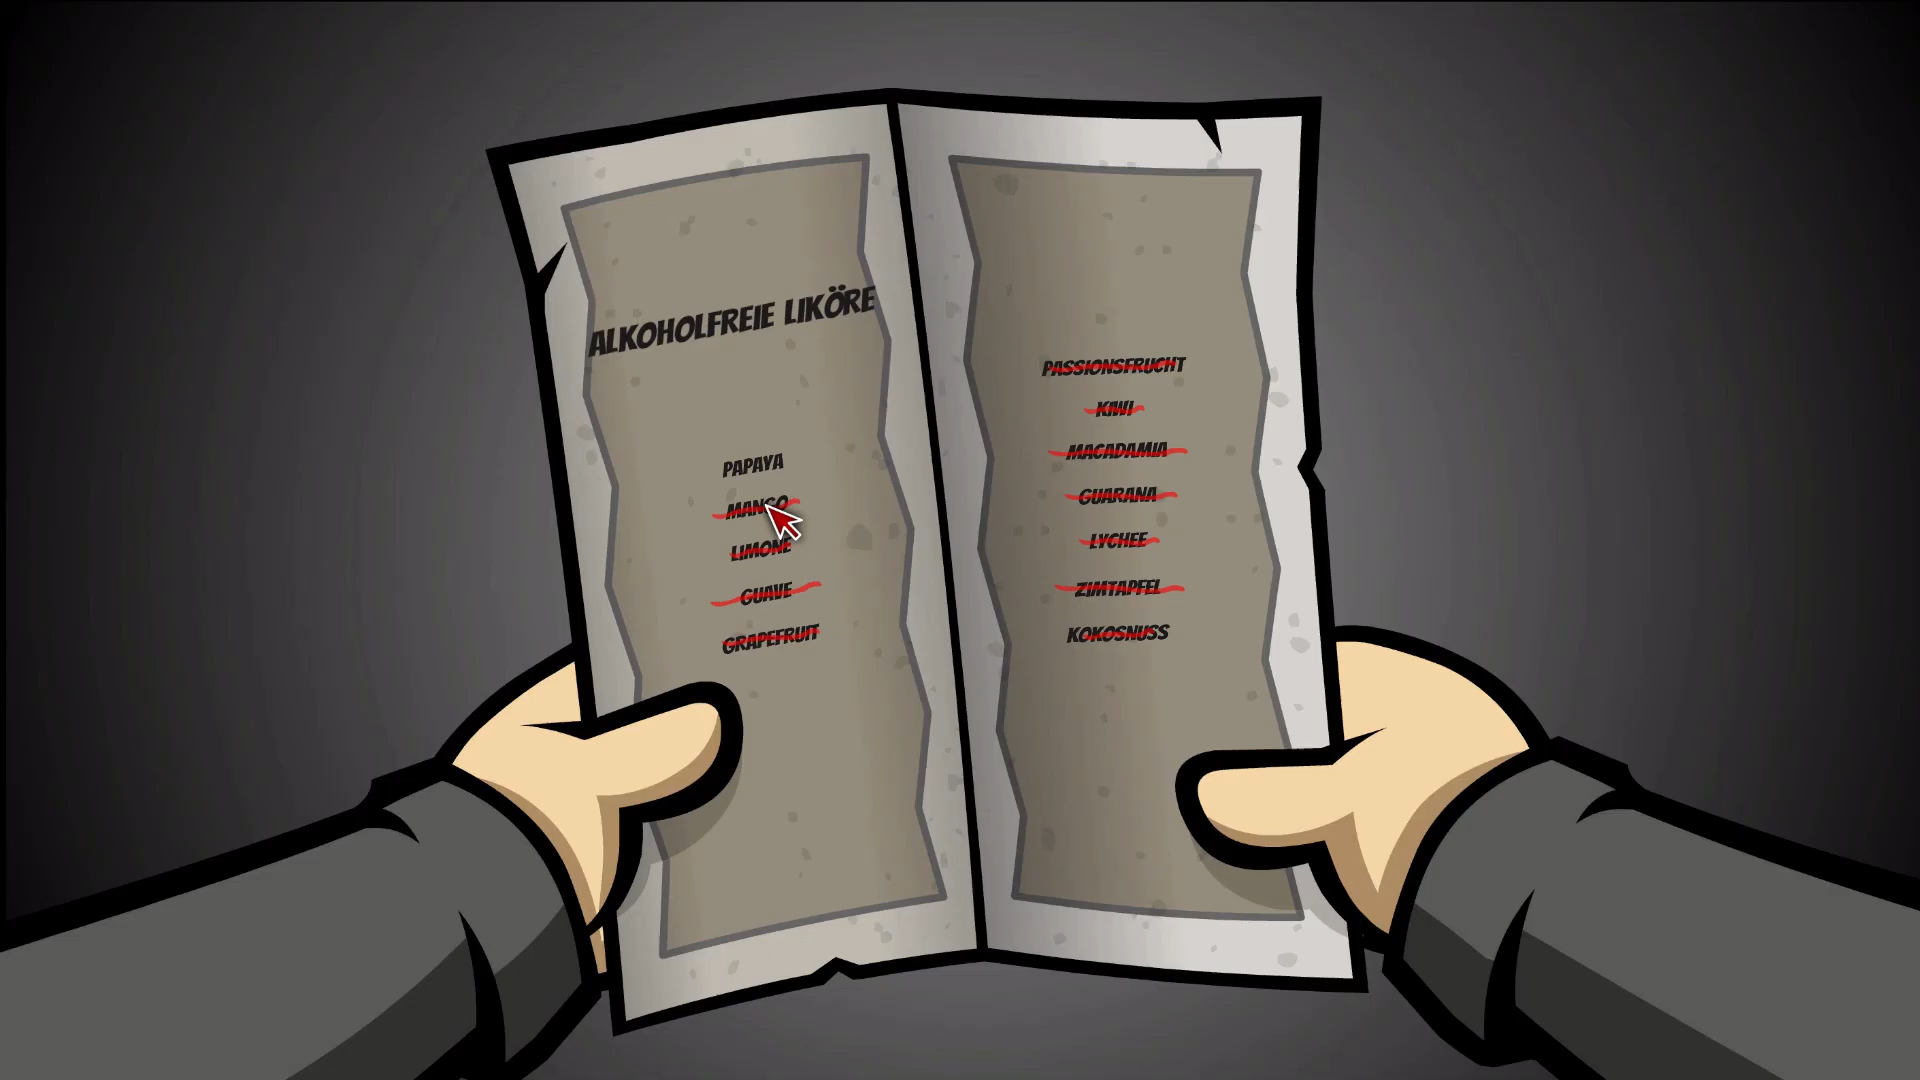 ALKOHOLFREIE LIKÖRE
PAPAYA
MANGO
LIMONE
GUAVE
GRAPEFRUIT
PASSIONSFRUCHT
KIWI
MACADAMIA
GUARANA
LYCHEE
ZIMTAPFEL
KOKOSNUSS